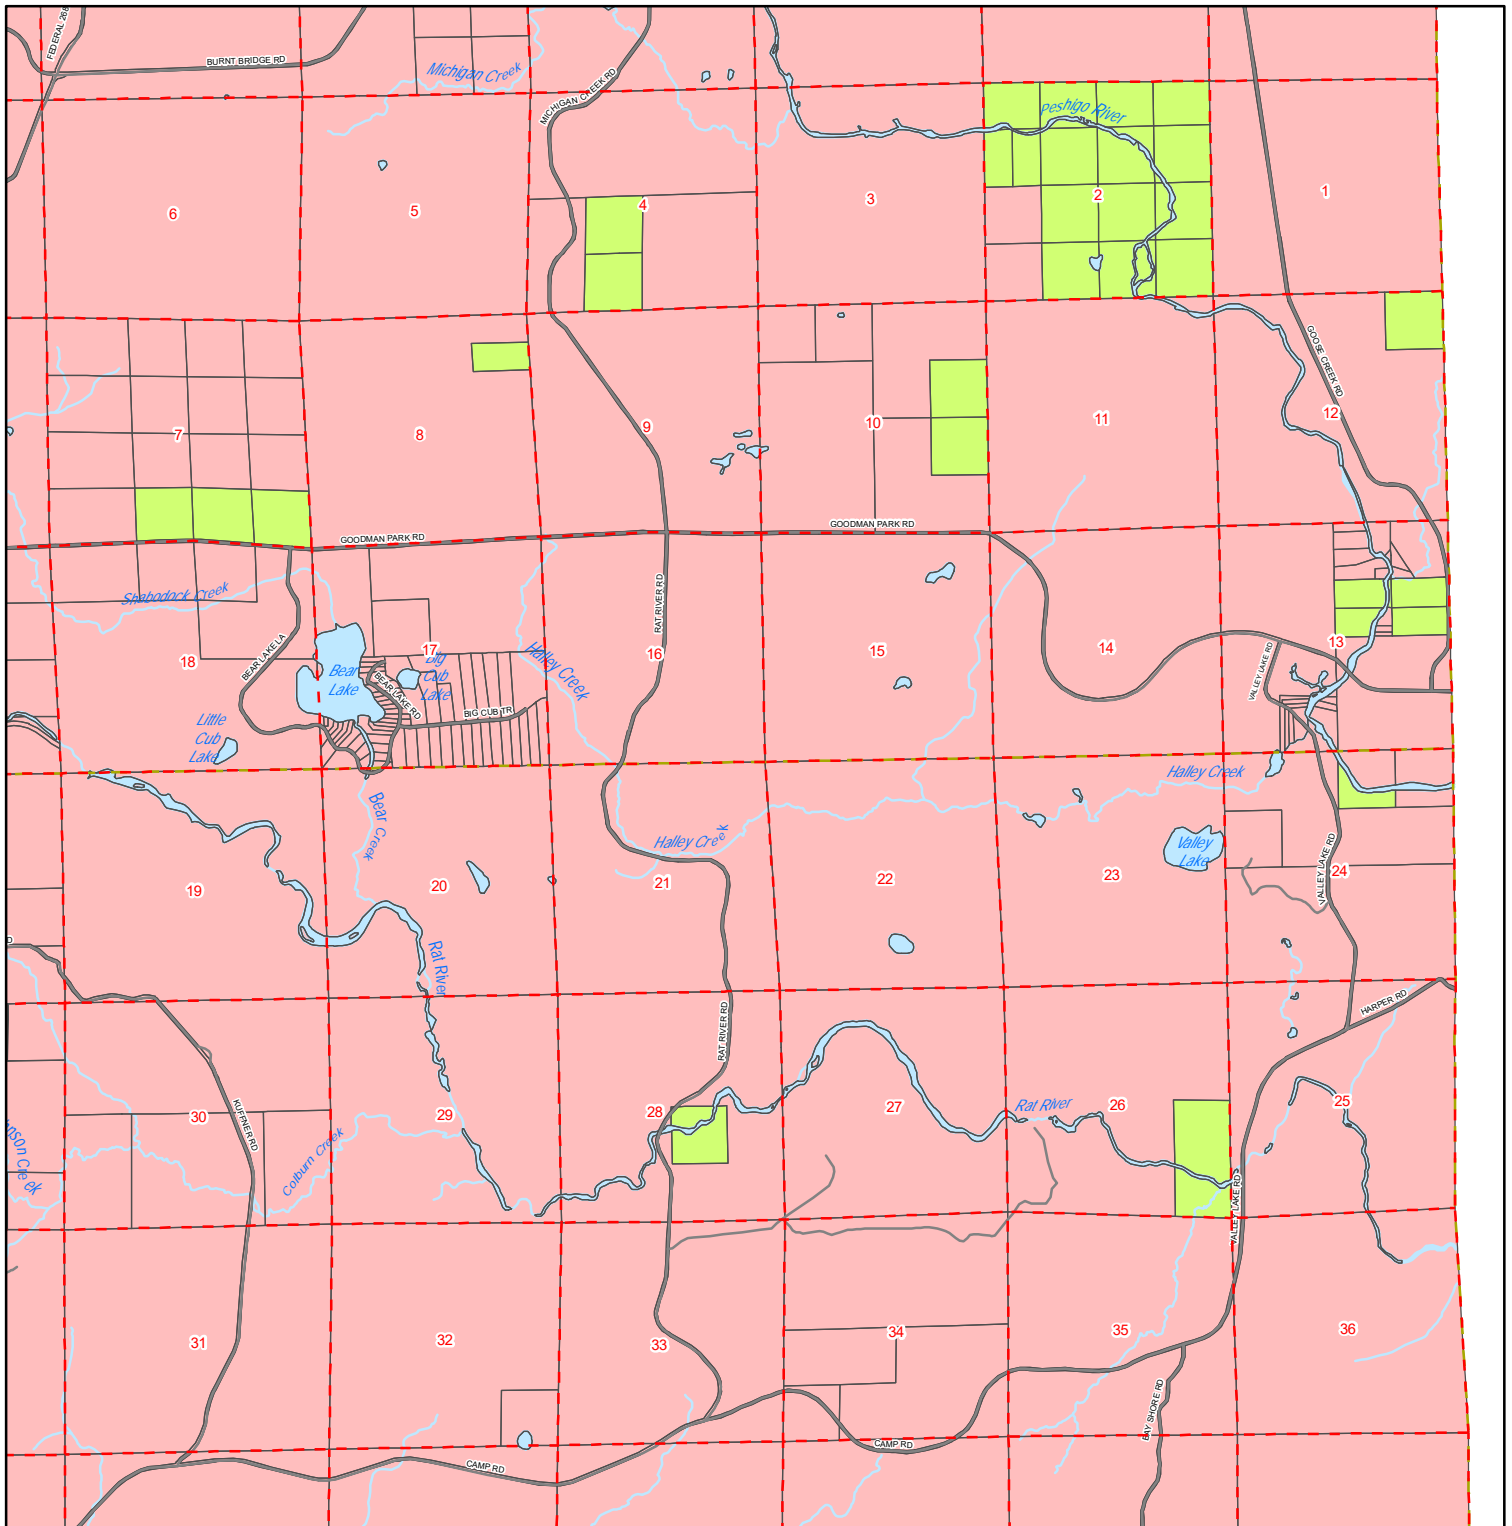 FEDERAL 26B
BURNT BRIDGE RD
Michigan Creek
MICHIGAN CREEK RD
Peshigo River
6
5
4
3
2
1
GOOSE CREEK RD
7
8
9
10
11
12
GOODMAN PARK RD
GOODMAN PARK RD
Shabodock Creek
BEAR LAKE LA
RAT RIVER RD
Halley Creek
18
17
16
15
14
13
Bear
Lake
Big
Cub
Lake
BEAR LAKE RD
BIG CUB TR
VALLEY LAKE RD
Little
Cub
Lake
Halley Creek
Bear Creek
Halley Creek
Valley
Lake
VALLEY LAKE RD
19
20
21
22
23
24
D
Rat River
RAT RIVER RD
HARPER RD
30
29
28
27
26
25
Rat River
KUFFNER RD
Colburn Creek
nson Creek
VALLEY LAKE RD
31
32
33
34
35
36
BAY SHORE RD
CAMP RD
CAMP RD